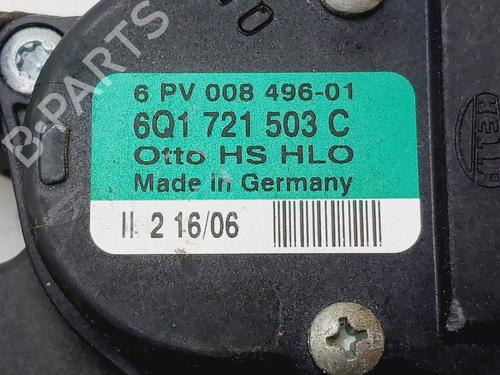 6 PV 008 496-01
6Q1 721 503 C
Otto HS HLO
Made in Germany
II 2 16/06
HELLA
B-PARTS